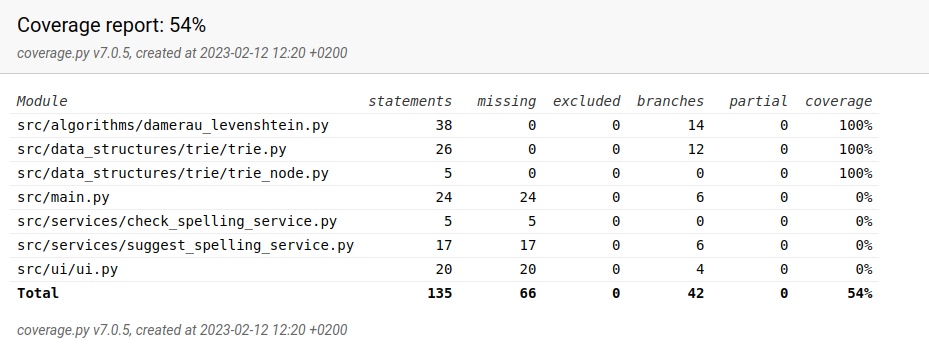 Coverage report: 54%
coverage.py v7.0.5, created at 2023-02-12 12:20 +0200
Module statements missing excluded branches partial coverage
src/algorithms/damerau_levenshtein.py 38 0 0 14 0 100%
src/data_structures/trie/trie.py 26 0 0 12 0 100%
src/data_structures/trie/trie_node.py 5 0 0 0 0 100%
src/main.py 24 24 0 6 0 0%
src/services/check_spelling_service.py 5 5 0 0 0 0%
src/services/suggest_spelling_service.py 17 17 0 6 0 0%
src/ui/ui.py 20 20 0 4 0 0%
Total 135 66 0 42 0 54%
coverage.py v7.0.5, created at 2023-02-12 12:20 +0200